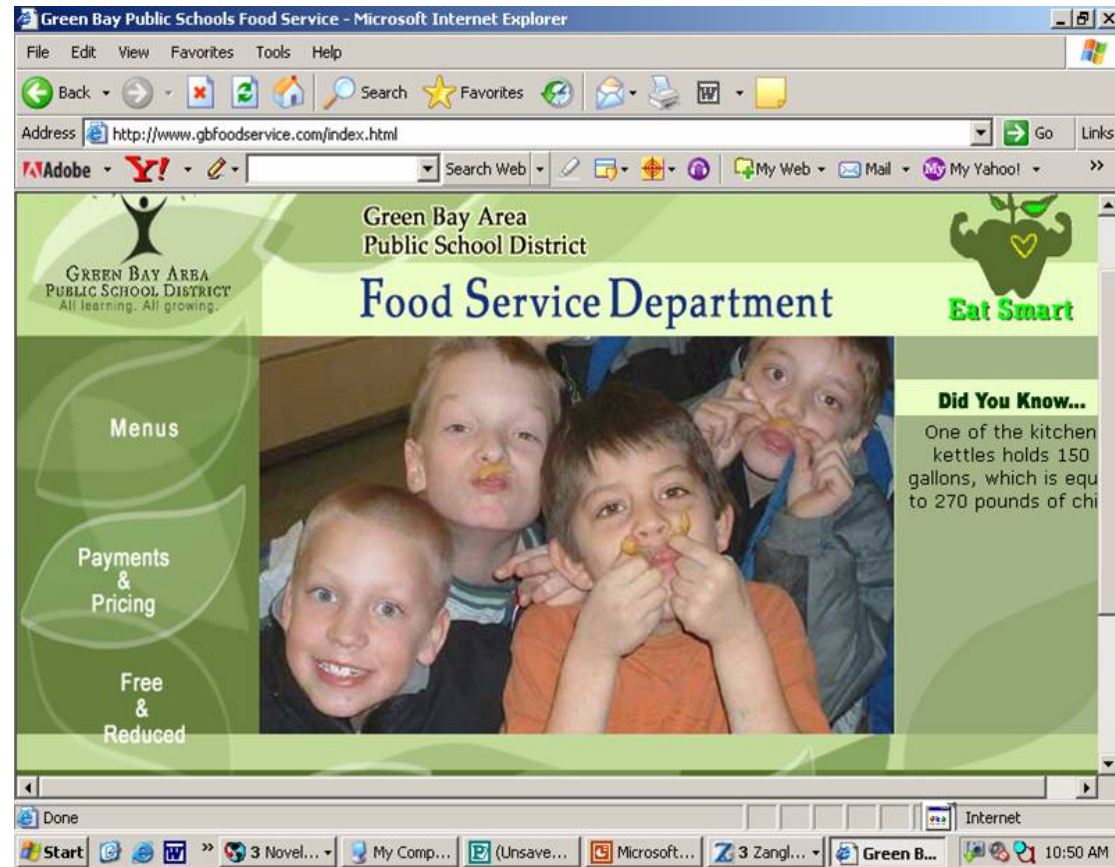 Green Bay Public Schools Food Service - Microsoft Internet Explorer
File Edit View Favorites Tools Help
Back Search Favorites
Address http://www.gbfoodservice.com/index.html Go Links
Adobe Y! Search Web My Web Mail My Yahoo! >>
Green Bay Area
Public School District
GREEN BAY AREA
PUBLIC SCHOOL DISTRICT
All learning. All growing.
Food Service Department
Eat Smart
Menus
Payments
&
Pricing
Free
&
Reduced
Did You Know...
One of the kitchen
kettles holds 150
gallons, which is equ
to 270 pounds of chi
Done Internet
Start >> 3 Novel... My Comp... (Unsave... Microsoft... 3 Zangl... Green B... 10:50 AM